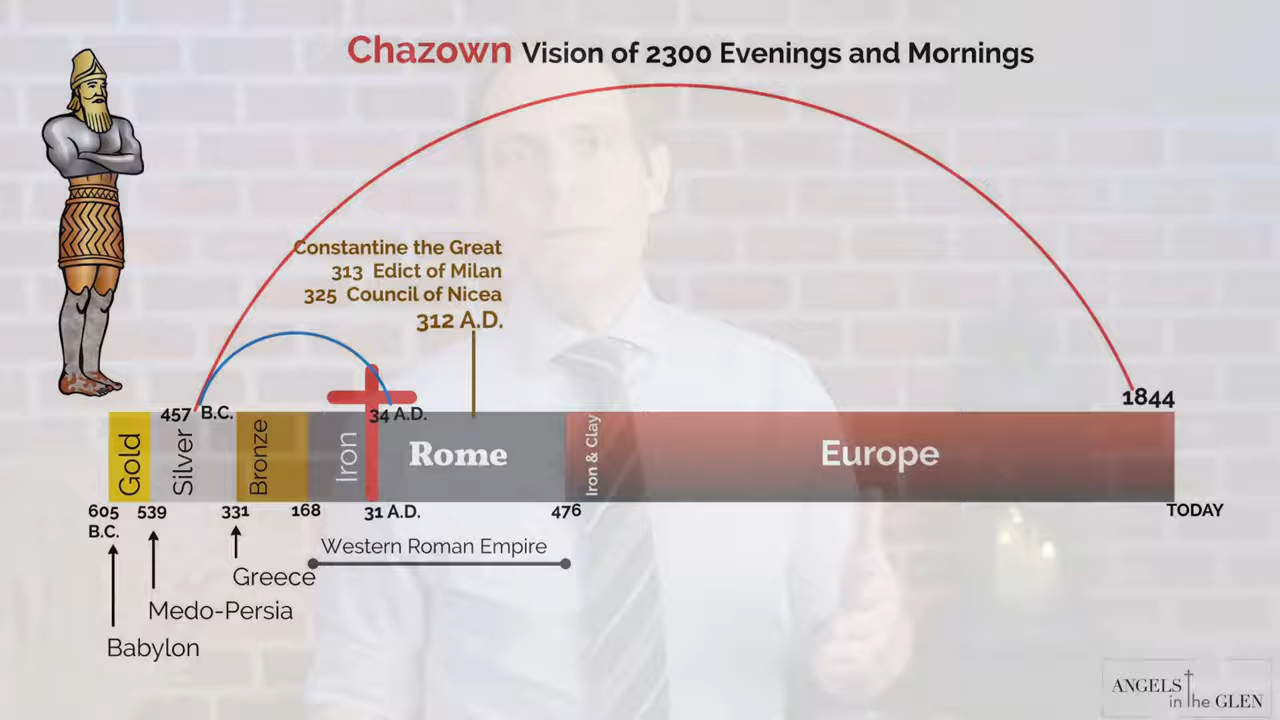 Chazown Vision of 2300 Evenings and Mornings
Constantine the Great
313 Edict of Milan
325 Council of Nicea
312 A.D.
457 B.C.
34 A.D.
1844
Gold
Silver
Bronze
Iron
Rome
Iron & Clay
Europe
605
B.C.
539
331
168
31 A.D.
476
TODAY
Western Roman Empire
Greece
Medo-Persia
Babylon
ANGELS
in the GLEN